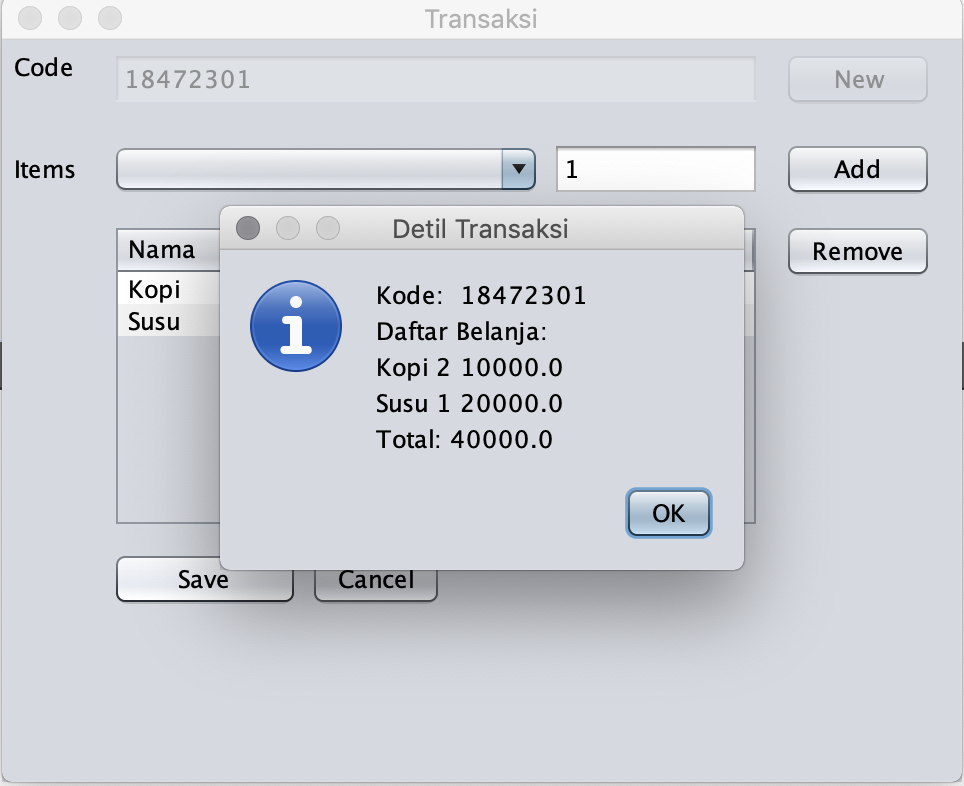 Transaksi
Code
18472301
New
Items
1
Add
Nama
Remove
Kopi
Susu
Detil Transaksi
Kode:  18472301
Daftar Belanja:
Kopi 2 10000.0
Susu 1 20000.0
Total: 40000.0
OK
Save
Cancel